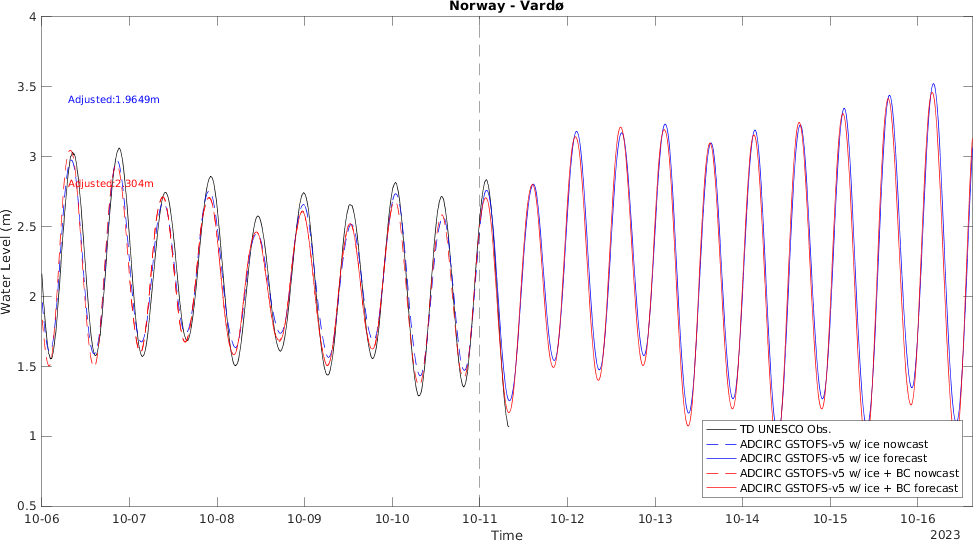 Norway - Vardø
4
3.5
3
2.5
2
1.5
1
0.5
Water Level (m)
Adjusted:1.9649m
Adjusted:2.304m
TD UNESCO Obs.
ADCIRC GSTOFS-v5 w/ ice nowcast
ADCIRC GSTOFS-v5 w/ ice forecast
ADCIRC GSTOFS-v5 w/ ice + BC nowcast
ADCIRC GSTOFS-v5 w/ ice + BC forecast
10-06 10-07 10-08 10-09 10-10 10-11 10-12 10-13 10-14 10-15 10-16
Time
2023